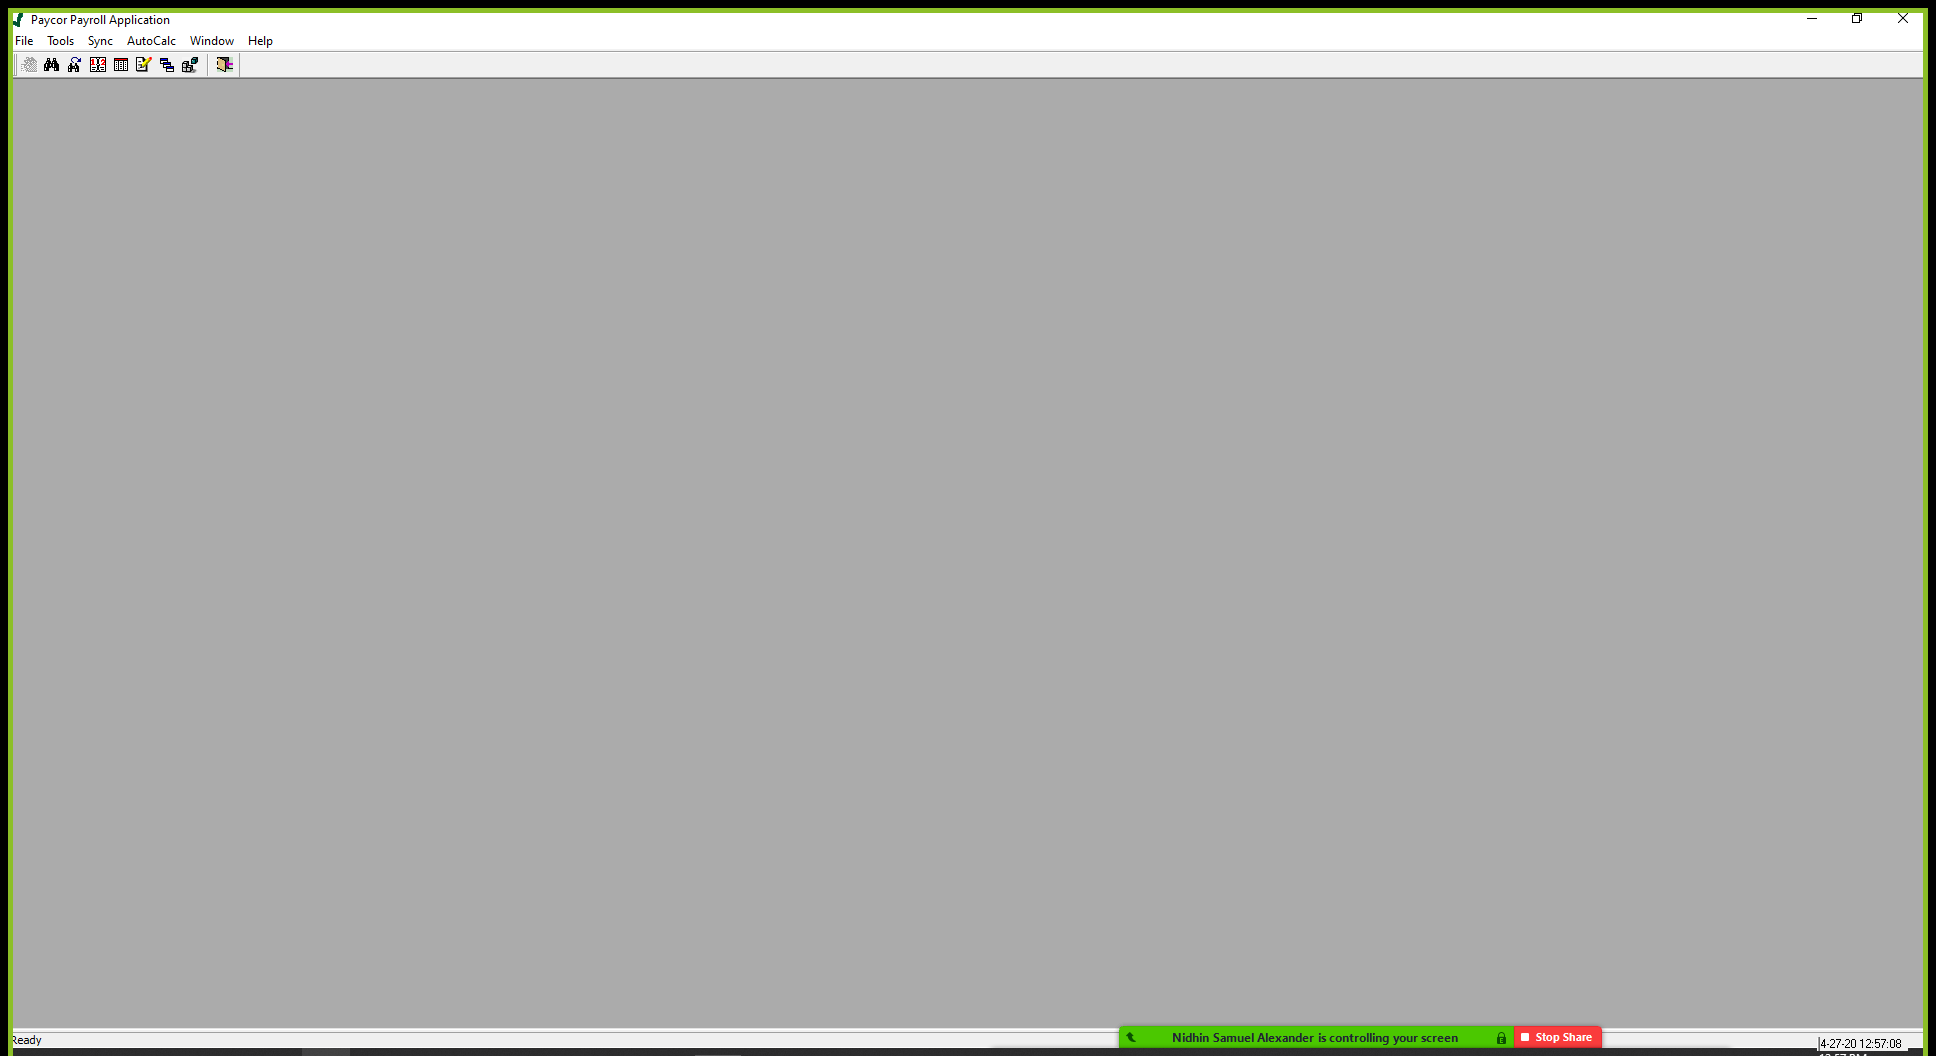 Paycor Payroll Application
File Tools Sync AutoCalc Window Help
Ready
Nidhin Samuel Alexander is controlling your screen
Stop Share
4-27-20 12:57:08